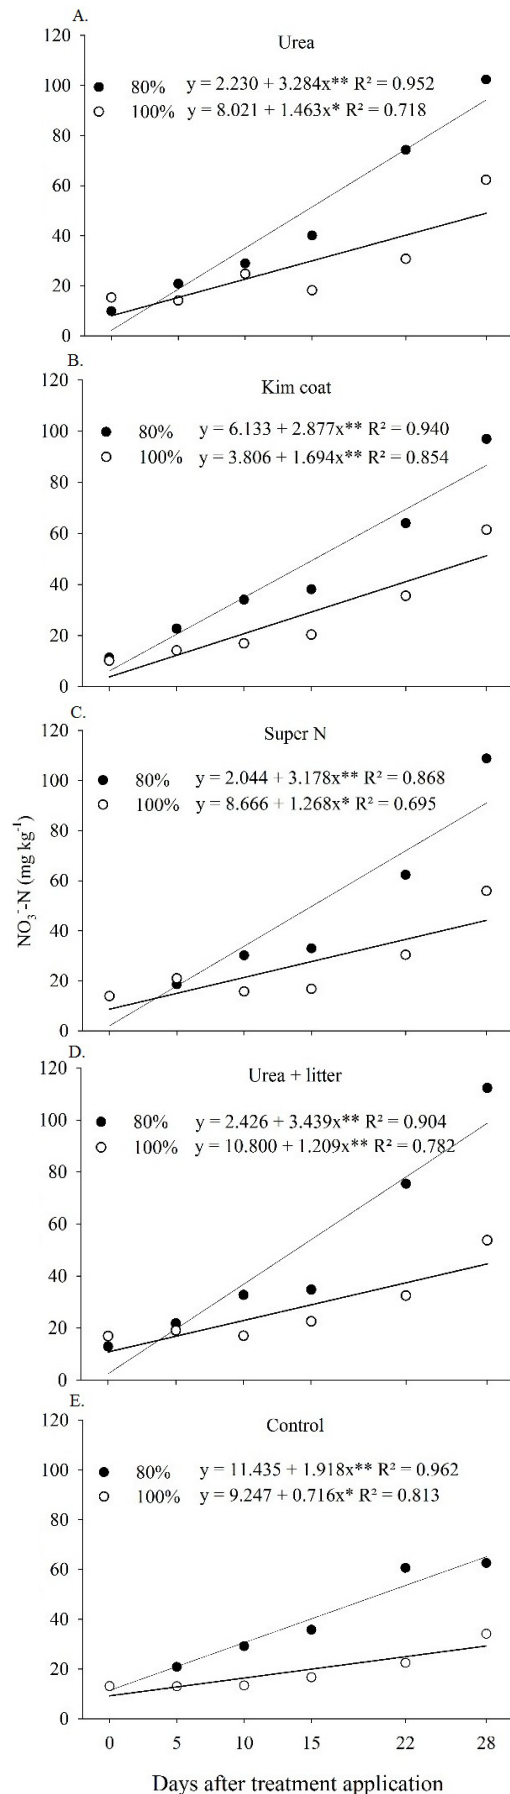 A.
Urea
120
100
80
60
40
20
0
80% y = 2.230 + 3.284x** R² = 0.952
100% y = 8.021 + 1.463x* R² = 0.718
B.
Kim coat
120
100
80
60
40
20
0
80% y = 6.133 + 2.877x** R² = 0.940
100% y = 3.806 + 1.694x** R² = 0.854
C.
Super N
120
100
80
60
40
20
0
80% y = 2.044 + 3.178x** R² = 0.868
100% y = 8.666 + 1.268x* R² = 0.695
NO₃⁻-N (mg kg⁻¹)
D.
Urea + litter
120
100
80
60
40
20
0
80% y = 2.426 + 3.439x** R² = 0.904
100% y = 10.800 + 1.209x** R² = 0.782
E.
Control
120
100
80
60
40
20
0
80% y = 11.435 + 1.918x** R² = 0.962
100% y = 9.247 + 0.716x* R² = 0.813
0 5 10 15 22 28
Days after treatment application